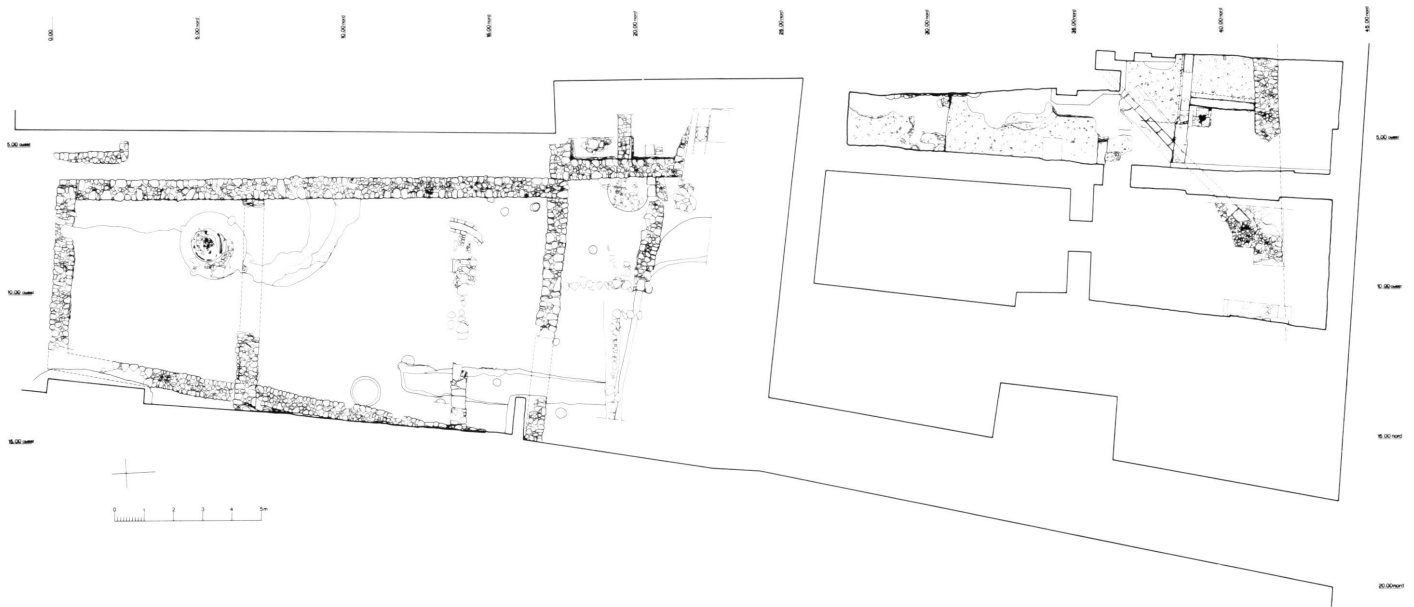 0.00
5.00 nord
10.00 nord
15.00 nord
20.00 nord
25.00 nord
30.00 nord
35.00 nord
40.00 nord
45.00 nord
5.00 ouest
5.00 ouest
10.00 ouest
10.00 ouest
15.00 ouest
15.00 nord
20.00 nord
0 1 2 3 4 5m